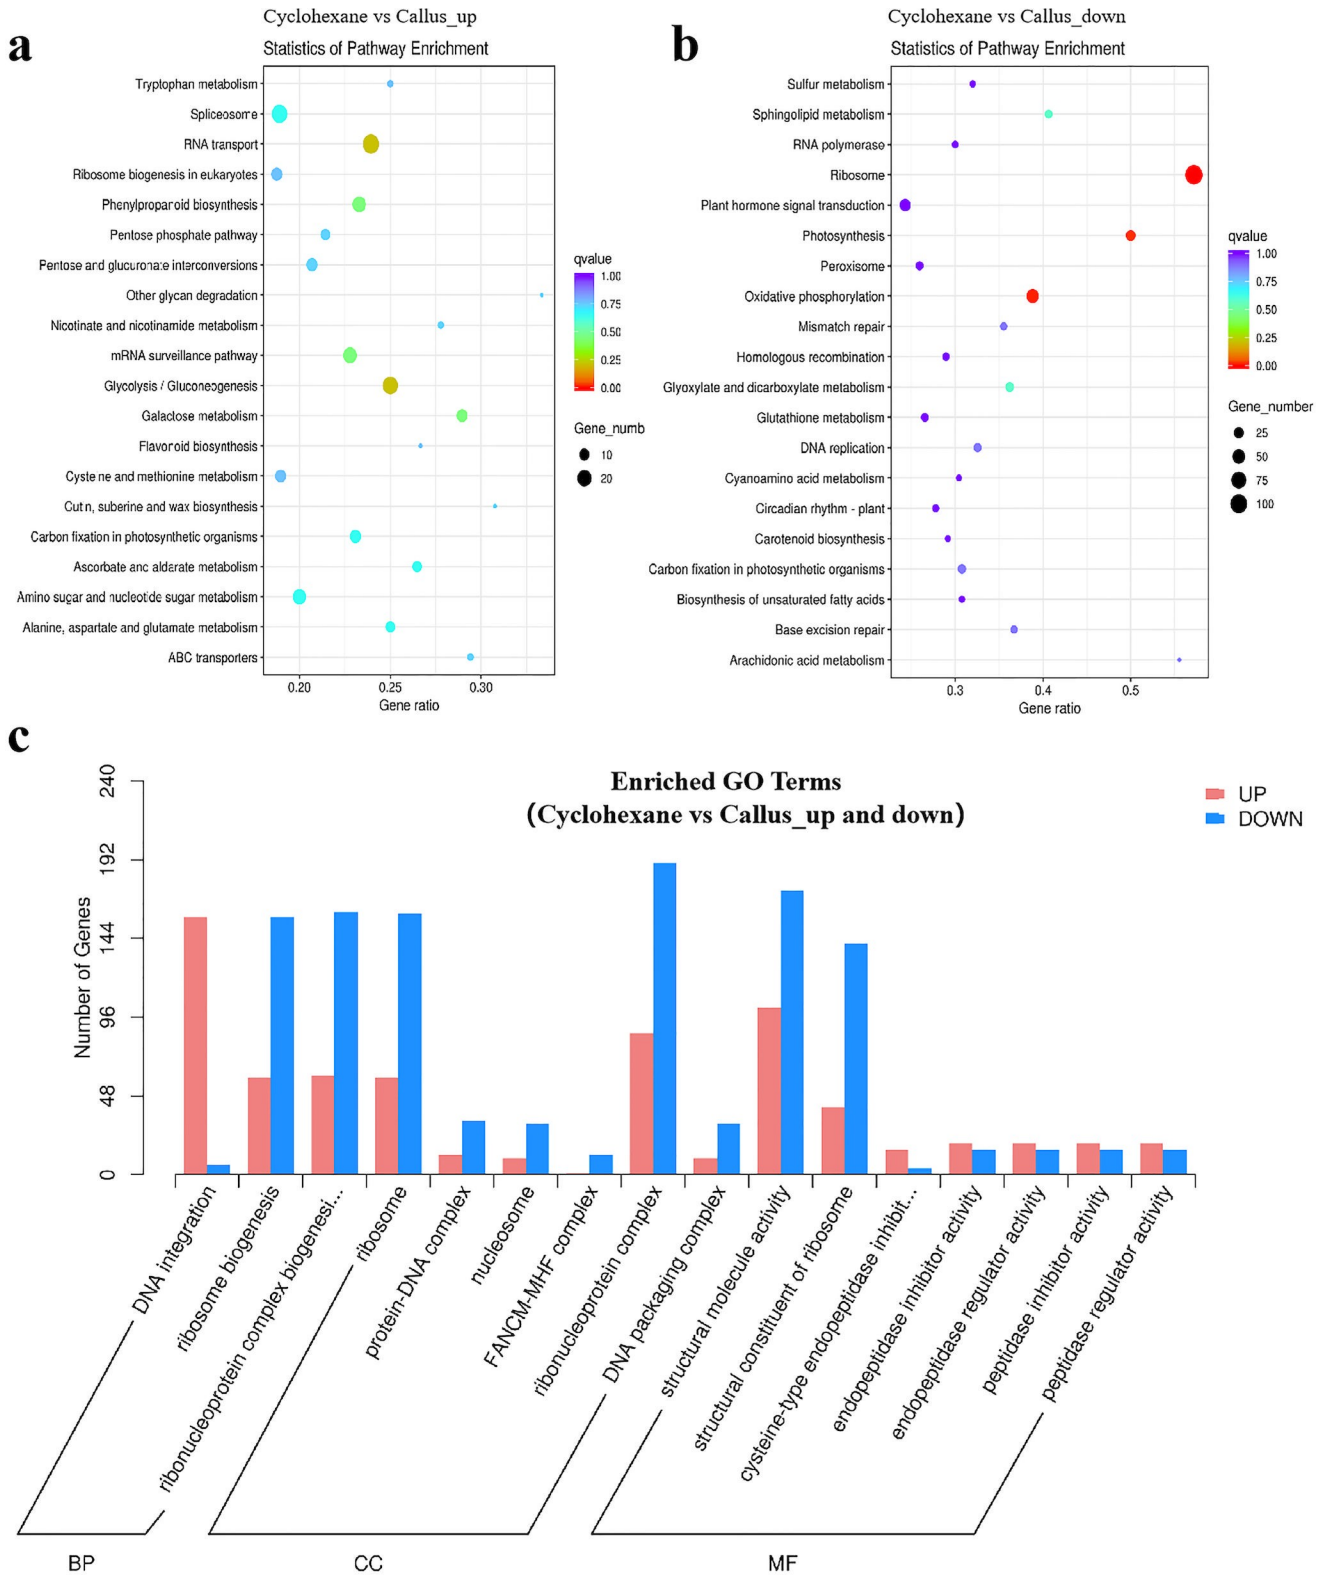 Cyclohexane vs Callus_up
a
Statistics of Pathway Enrichment
Tryptophan metabolism
Spliceosome
RNA transport
Ribosome biogenesis in eukaryotes
Phenylpropanoid biosynthesis
Pentose phosphate pathway
Pentose and glucuronate interconversions
Other glycan degradation
Nicotinate and nicotinamide metabolism
mRNA surveillance pathway
Glycolysis / Gluconeogenesis
Galactose metabolism
Flavonoid biosynthesis
Cysteine and methionine metabolism
Cutin, suberine and wax biosynthesis
Carbon fixation in photosynthetic organisms
Ascorbate and aldarate metabolism
Amino sugar and nucleotide sugar metabolism
Alanine, aspartate and glutamate metabolism
ABC transporters
0.20 0.25 0.30
Gene ratio
qvalue
1.00
0.75
0.50
0.25
0.00
Gene_numb
10
20
Cyclohexane vs Callus_down
b
Statistics of Pathway Enrichment
Sulfur metabolism
Sphingolipid metabolism
RNA polymerase
Ribosome
Plant hormone signal transduction
Photosynthesis
Peroxisome
Oxidative phosphorylation
Mismatch repair
Homologous recombination
Glyoxylate and dicarboxylate metabolism
Glutathione metabolism
DNA replication
Cyanoamino acid metabolism
Circadian rhythm - plant
Carotenoid biosynthesis
Carbon fixation in photosynthetic organisms
Biosynthesis of unsaturated fatty acids
Base excision repair
Arachidonic acid metabolism
0.3 0.4 0.5
Gene ratio
qvalue
1.00
0.75
0.50
0.25
0.00
Gene_number
25
50
75
100
c
Enriched GO Terms
(Cyclohexane vs Callus_up and down)
UP
DOWN
Number of Genes
240
192
144
96
48
0
DNA integration
ribosome biogenesis
ribonucleoprotein complex biogenesi...
ribosome
protein-DNA complex
nucleosome
FANCM-MHF complex
ribonucleoprotein complex
DNA packaging complex
structural molecule activity
structural constituent of ribosome
cysteine-type endopeptidase inhibit...
endopeptidase inhibitor activity
endopeptidase regulator activity
peptidase inhibitor activity
peptidase regulator activity
BP
CC
MF